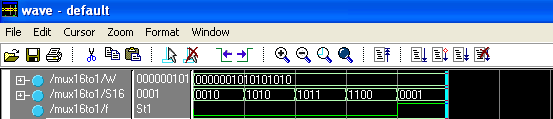 wave - default
File Edit Cursor Zoom Format Window
/mux16to1/W 000000101 0000001010101010
/mux16to1/S16 0001 0010 1010 1011 1100 0001
/mux16to1/f St1